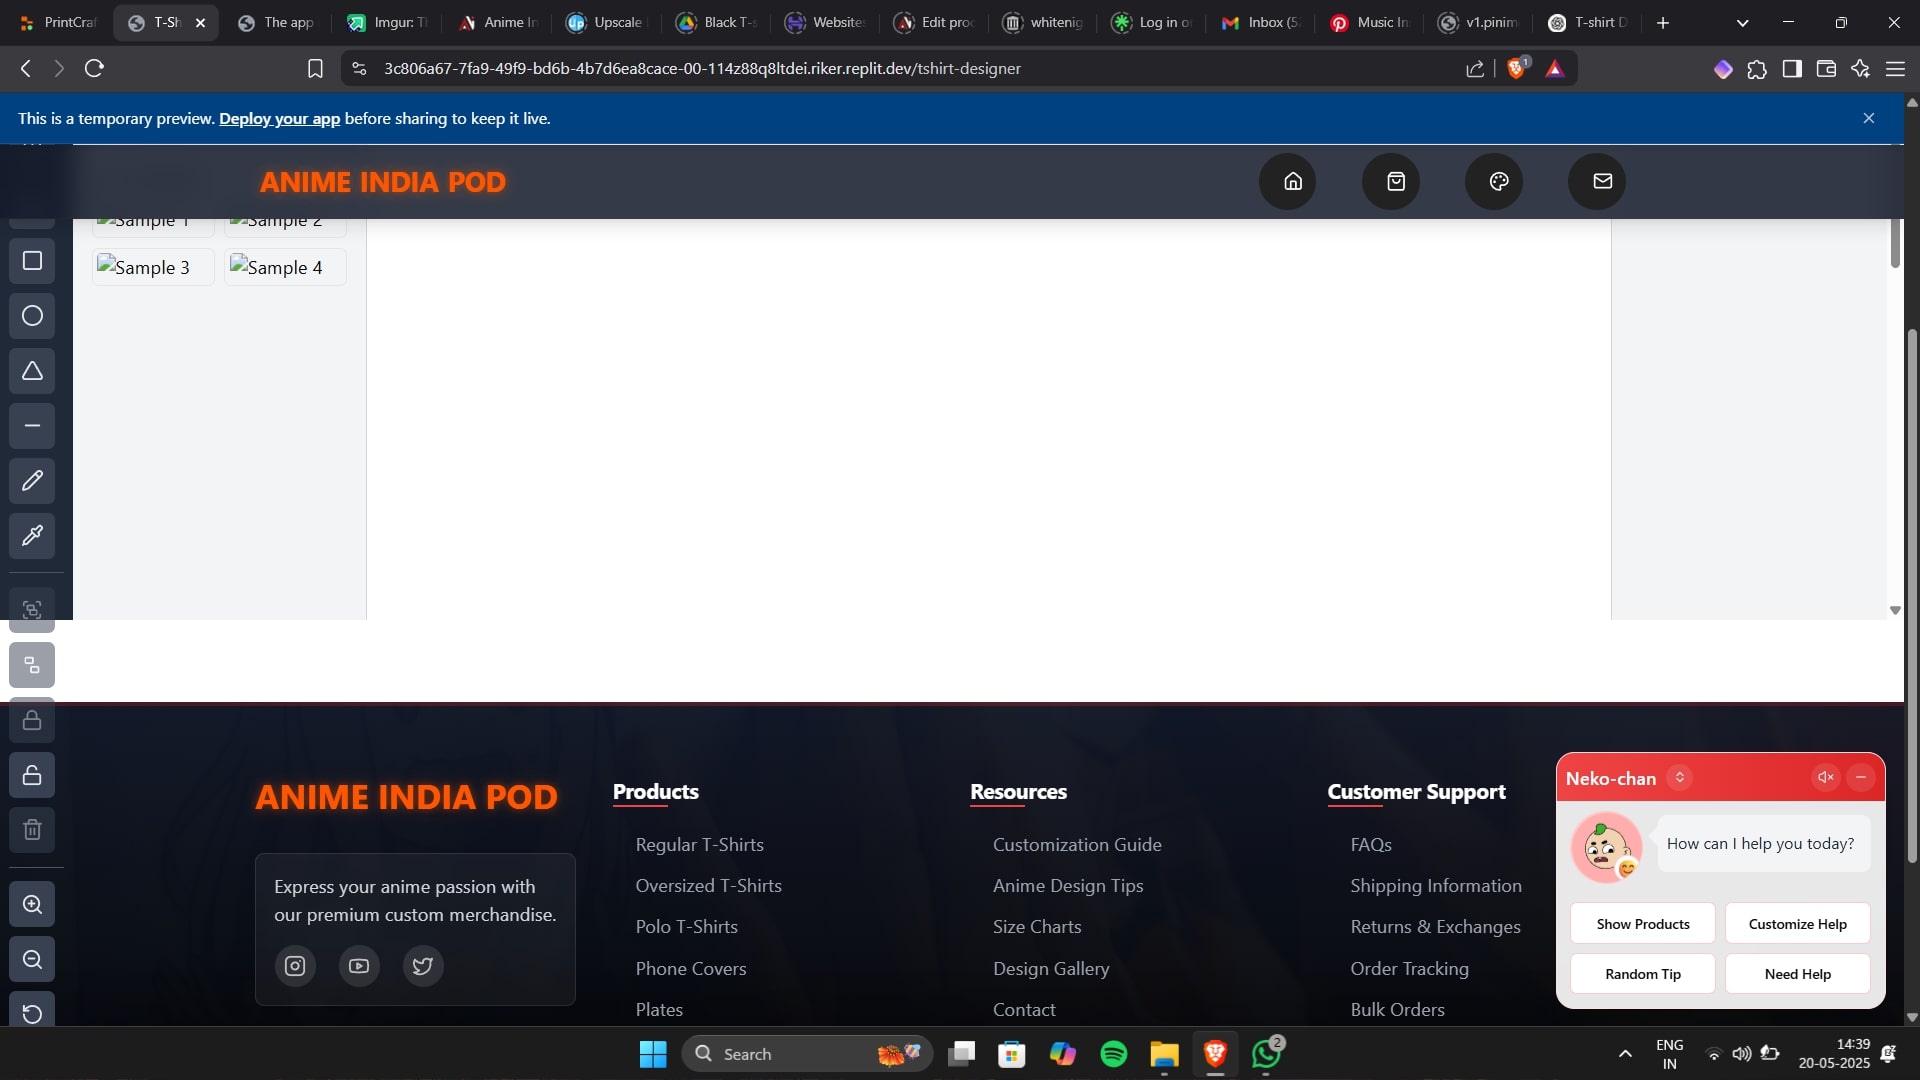 PrintCraf
T-Sh
The app
Imgur: Th
Anime In
Upscale
Black T-s
Website
Edit prod
whitenig
Log in o
Inbox (5
Music In
v1.pinim
T-shirt D
3c806a67-7fa9-49f9-bd6b-4b7d6ea8cace-00-114z88q8ltdei.riker.replit.dev/tshirt-designer
1
This is a temporary preview. Deploy your app before sharing to keep it live.
ANIME INDIA POD
Sample 1
Sample 2
Sample 3
Sample 4
ANIME INDIA POD
Express your anime passion with
our premium custom merchandise.
Products
Regular T-Shirts
Oversized T-Shirts
Polo T-Shirts
Phone Covers
Plates
Resources
Customization Guide
Anime Design Tips
Size Charts
Design Gallery
Contact
Customer Support
FAQs
Shipping Information
Returns & Exchanges
Order Tracking
Bulk Orders
Neko-chan
How can I help you today?
Show Products
Customize Help
Random Tip
Need Help
Search
2
ENG
IN
14:39
20-05-2025